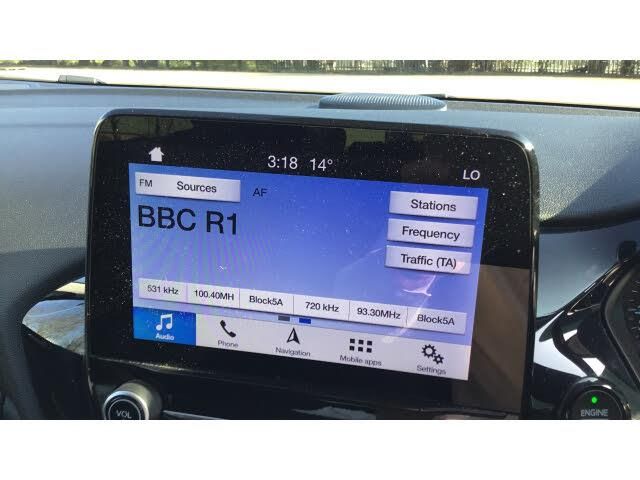 3:18 14° LO
FM Sources AF
Stations
BBC R1
Frequency
Traffic (TA)
531 kHz 100.40MH Block5A 720 kHz 93.30MHz Block5A
Audio Phone Navigation Mobile apps Settings
VOL
ENGINE